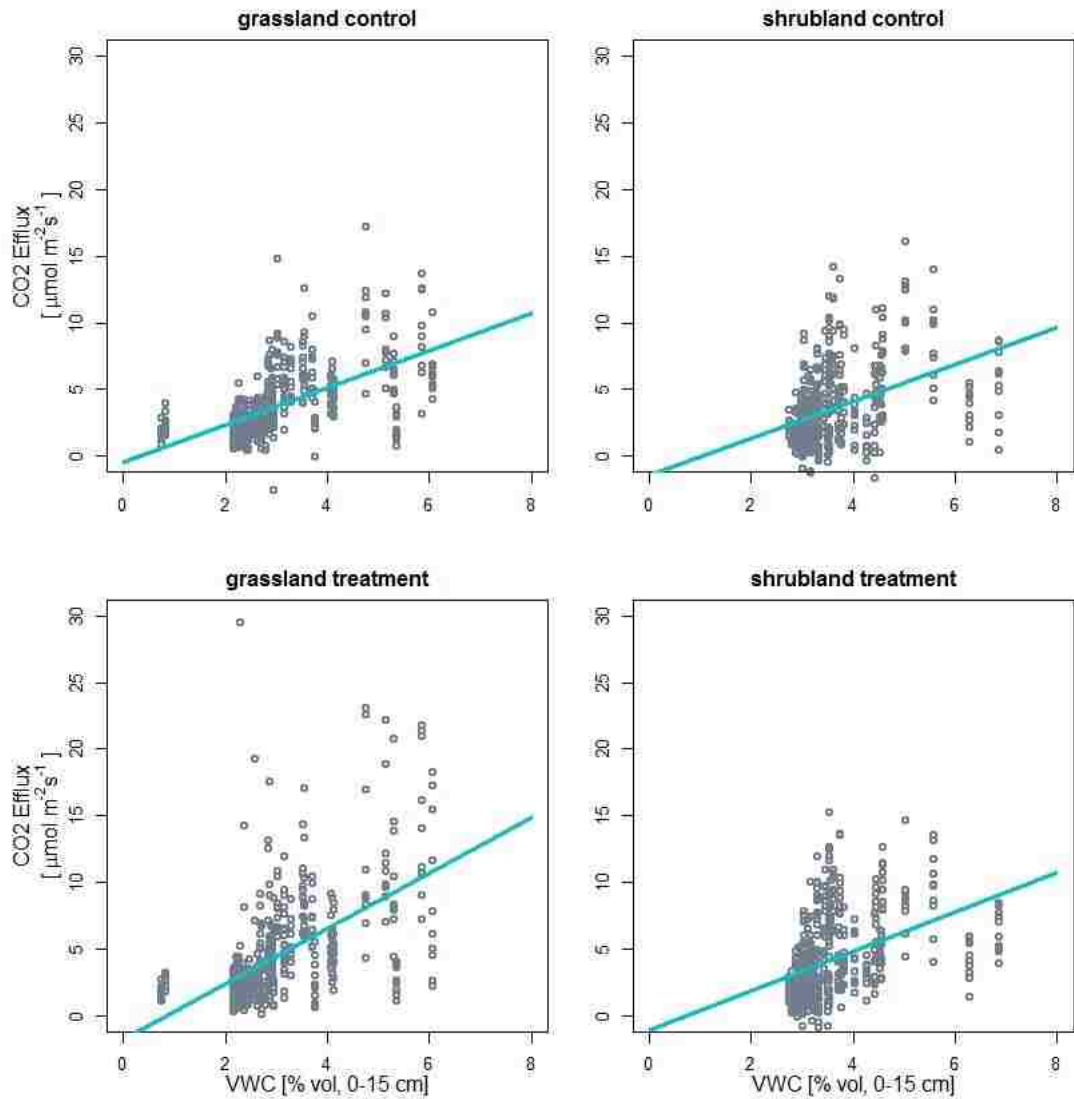 grassland control
shrubland control
CO2 Efflux
[ µmol m-2s-1 ]
0 5 10 15 20 25 30
0 2 4 6 8
0 5 10 15 20 25 30
0 2 4 6 8
grassland treatment
shrubland treatment
CO2 Efflux
[ µmol m-2s-1 ]
0 5 10 15 20 25 30
0 2 4 6 8
VWC [% vol, 0-15 cm]
0 5 10 15 20 25 30
0 2 4 6 8
VWC [% vol, 0-15 cm]